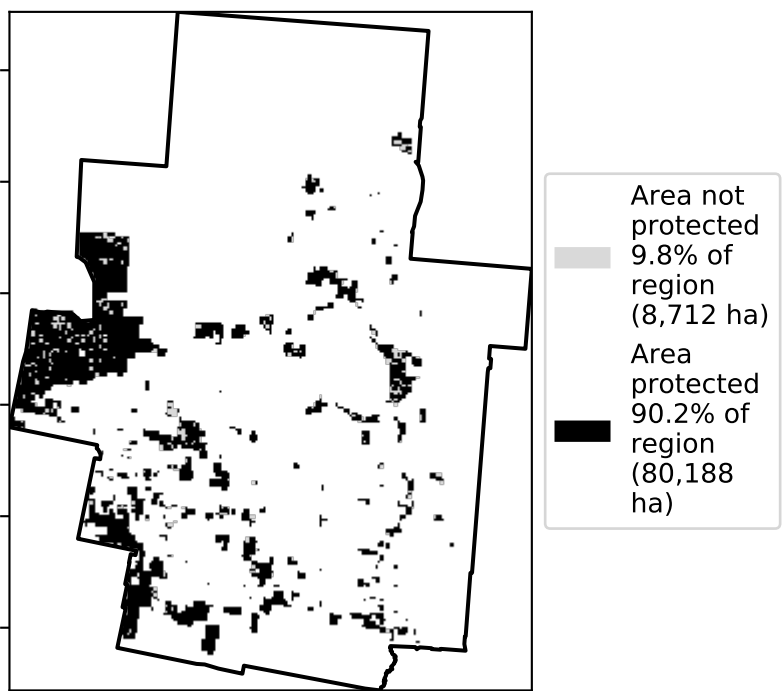 Area not
protected
9.8% of
region
(8,712 ha)
Area
protected
90.2% of
region
(80,188
ha)